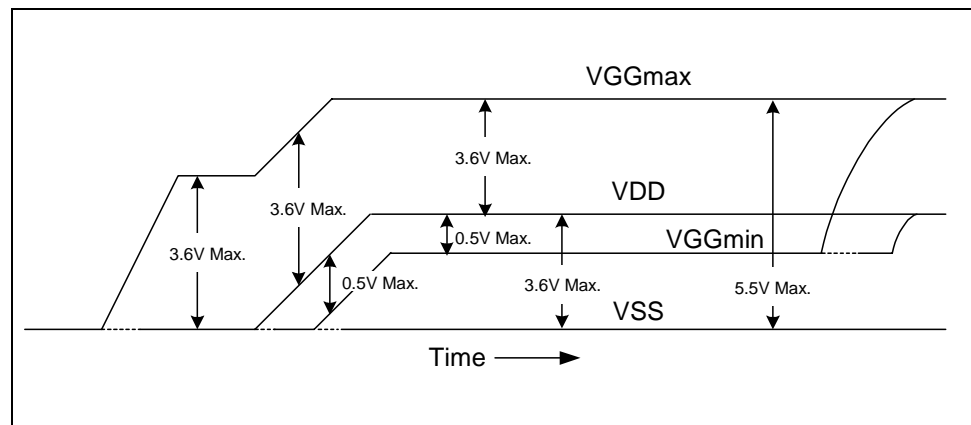 VGGmax
3.6V Max.
VDD
3.6V Max.
0.5V Max.
VGGmin
3.6V Max.
0.5V Max.
3.6V Max.
5.5V Max.
VSS
Time